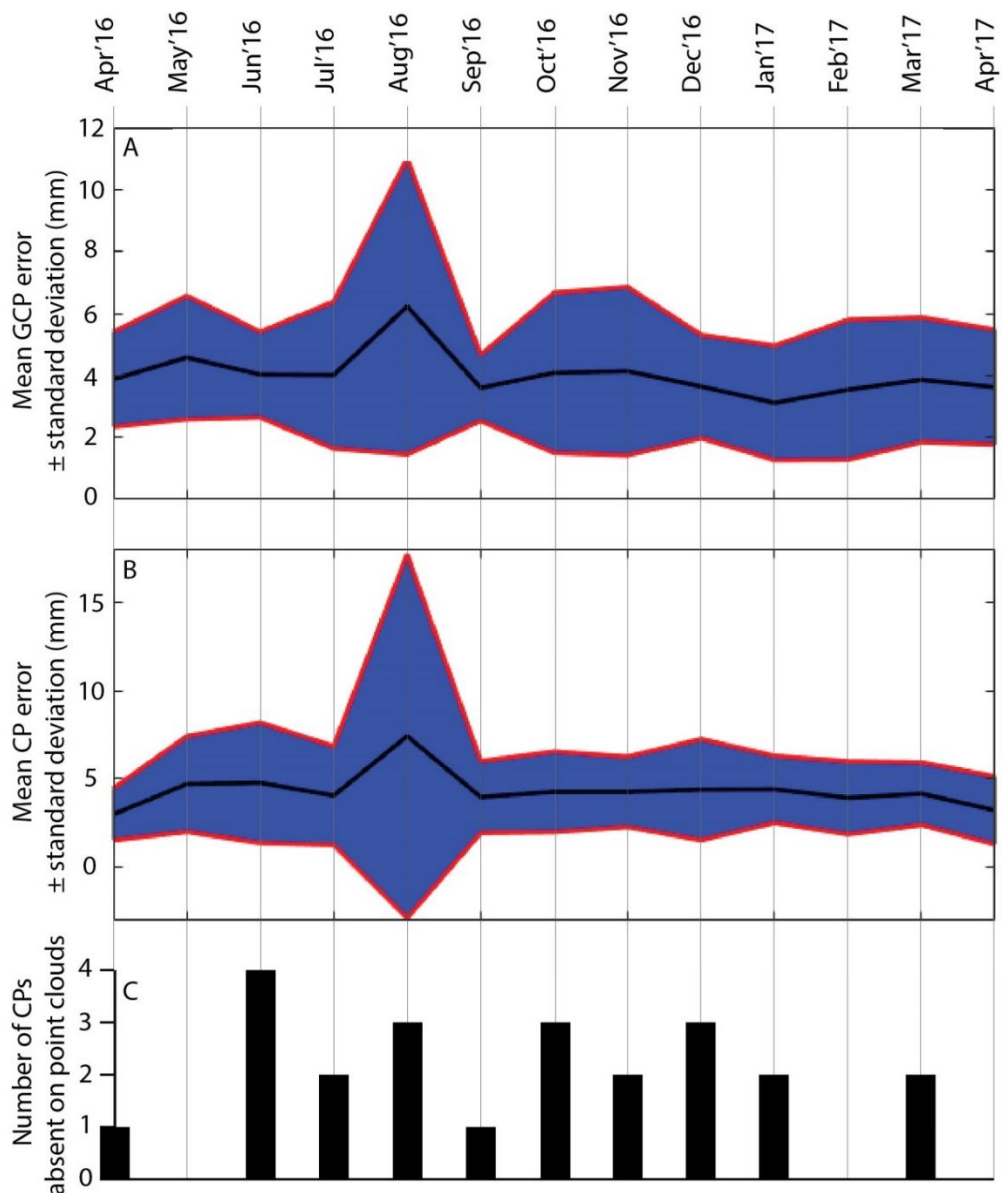 Apr'16 May'16 Jun'16 Jul'16 Aug'16 Sep'16 Oct'16 Nov'16 Dec'16 Jan'17 Feb'17 Mar'17 Apr'17
A
Mean GCP error
± standard deviation (mm)
12
10
8
6
4
2
0
B
Mean CP error
± standard deviation (mm)
15
10
5
0
C
Number of CPs
absent on point clouds
4
3
2
1
0